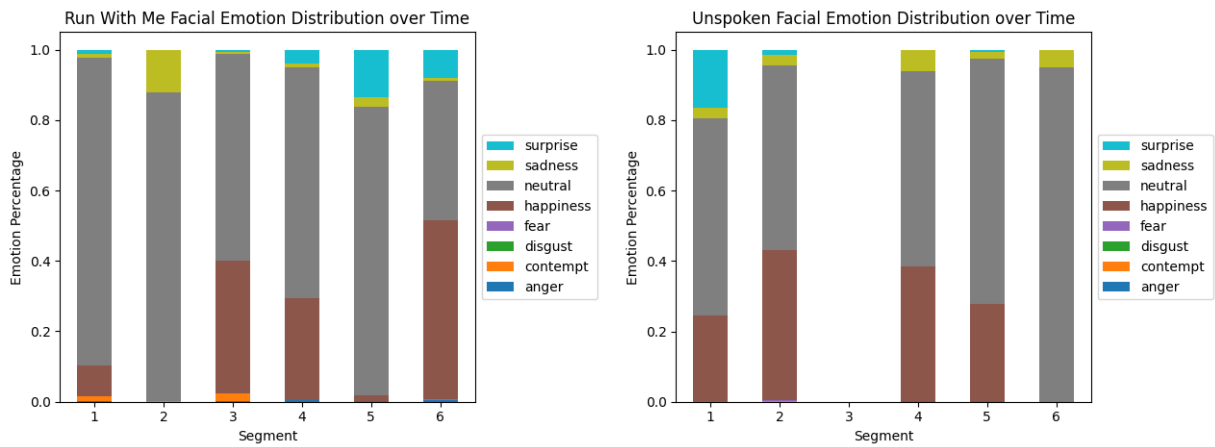 Run With Me Facial Emotion Distribution over Time
1.0
0.8
0.6
0.4
0.2
0.0
Emotion Percentage
1 2 3 4 5 6
Segment
surprise
sadness
neutral
happiness
fear
disgust
contempt
anger
Unspoken Facial Emotion Distribution over Time
1.0
0.8
0.6
0.4
0.2
0.0
Emotion Percentage
1 2 3 4 5 6
Segment
surprise
sadness
neutral
happiness
fear
disgust
contempt
anger